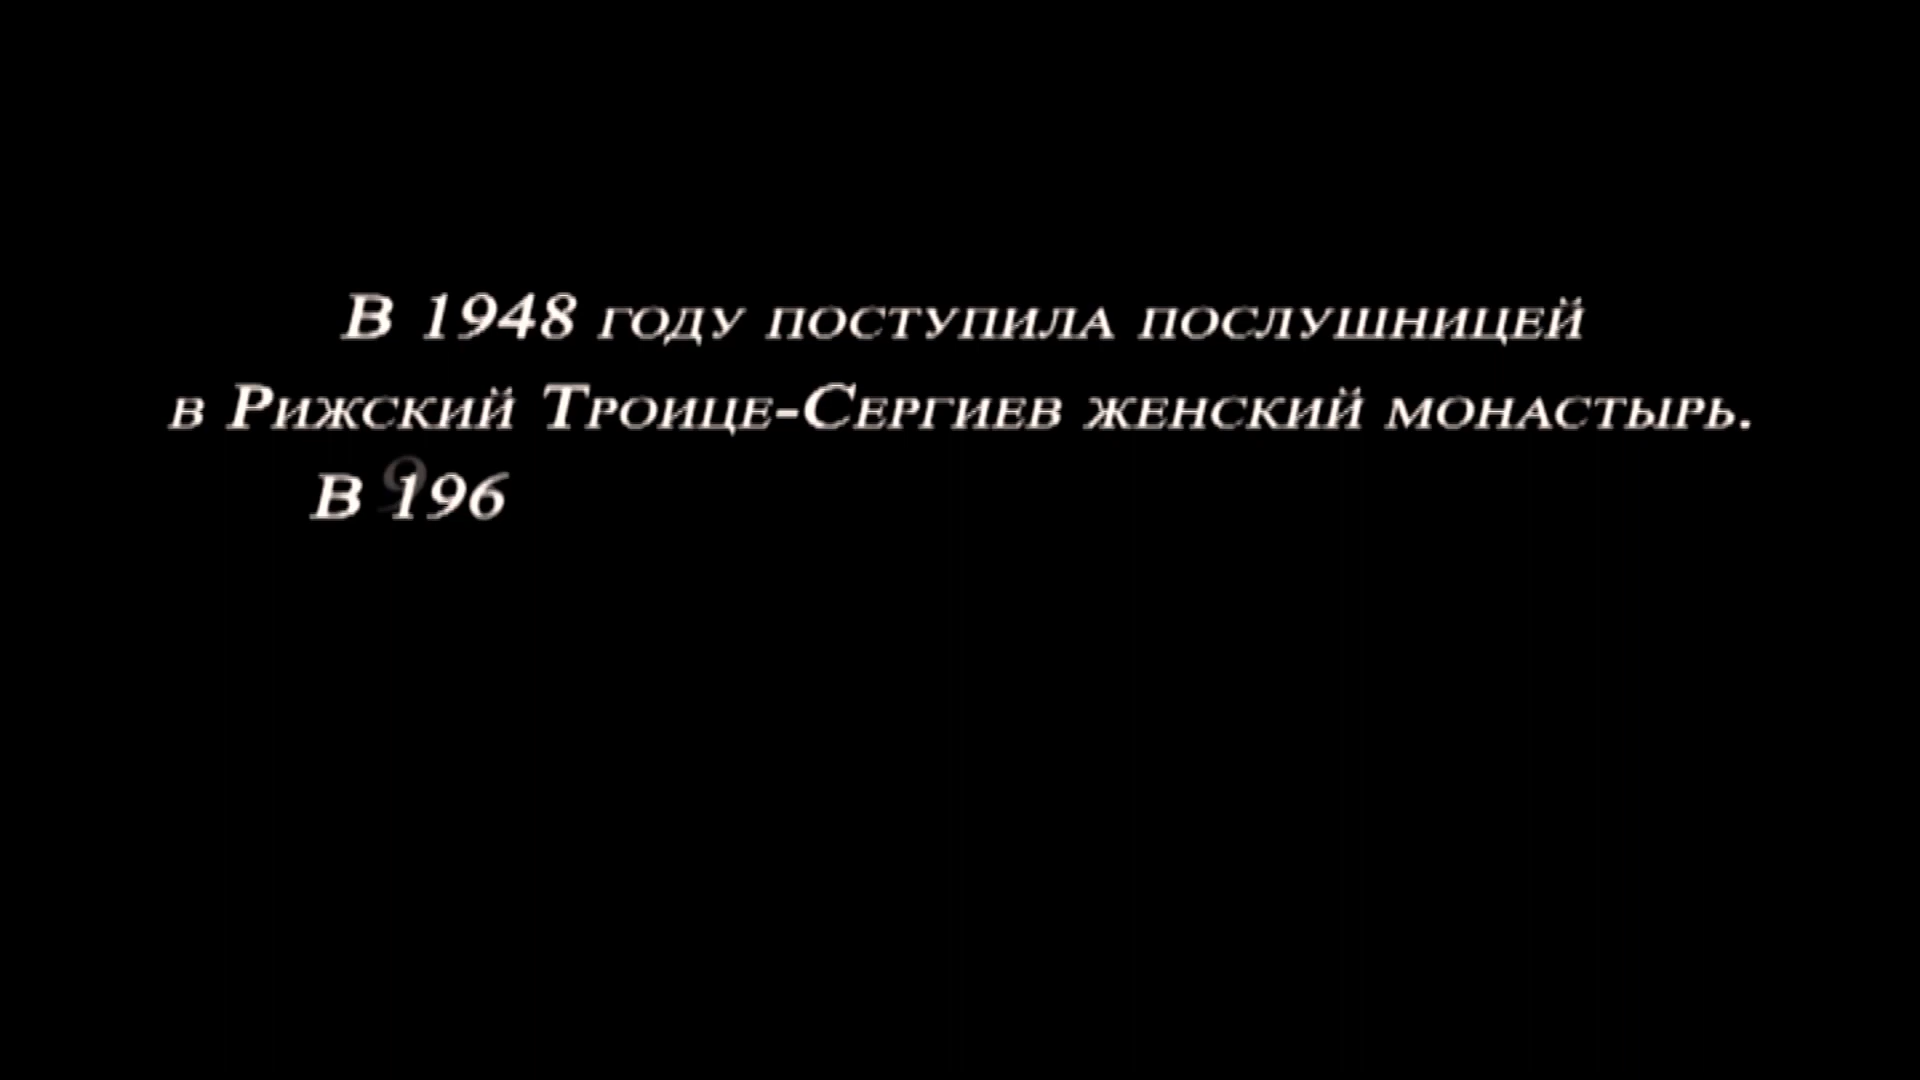 В 1948 году поступила послушницей
в Рижский Троице-Сергиев женский монастырь.
В 196